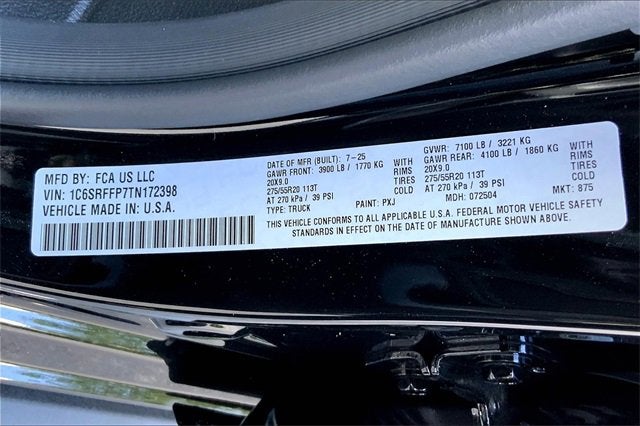 MFD BY: FCA US LLC
VIN: 1C6SRFFP7TN172398
VEHICLE MADE IN: U.S.A.
DATE OF MFR (BUILT): 7-25
GAWR FRONT: 3900 LB / 1770 KG WITH
20X9.0 RIMS
275/55R20 113T TIRES
AT 270 kPa / 39 PSI COLD
TYPE: TRUCK PAINT: PXJ
GVWR: 7100 LB / 3221 KG
GAWR REAR: 4100 LB / 1860 KG WITH
20X9.0 RIMS
275/55R20 113T TIRES
AT 270 kPa / 39 PSI COLD
MDH: 072504 MKT: 875
THIS VEHICLE CONFORMS TO ALL APPLICABLE U.S.A. FEDERAL MOTOR VEHICLE SAFETY
STANDARDS IN EFFECT ON THE DATE OF MANUFACTURE SHOWN ABOVE.